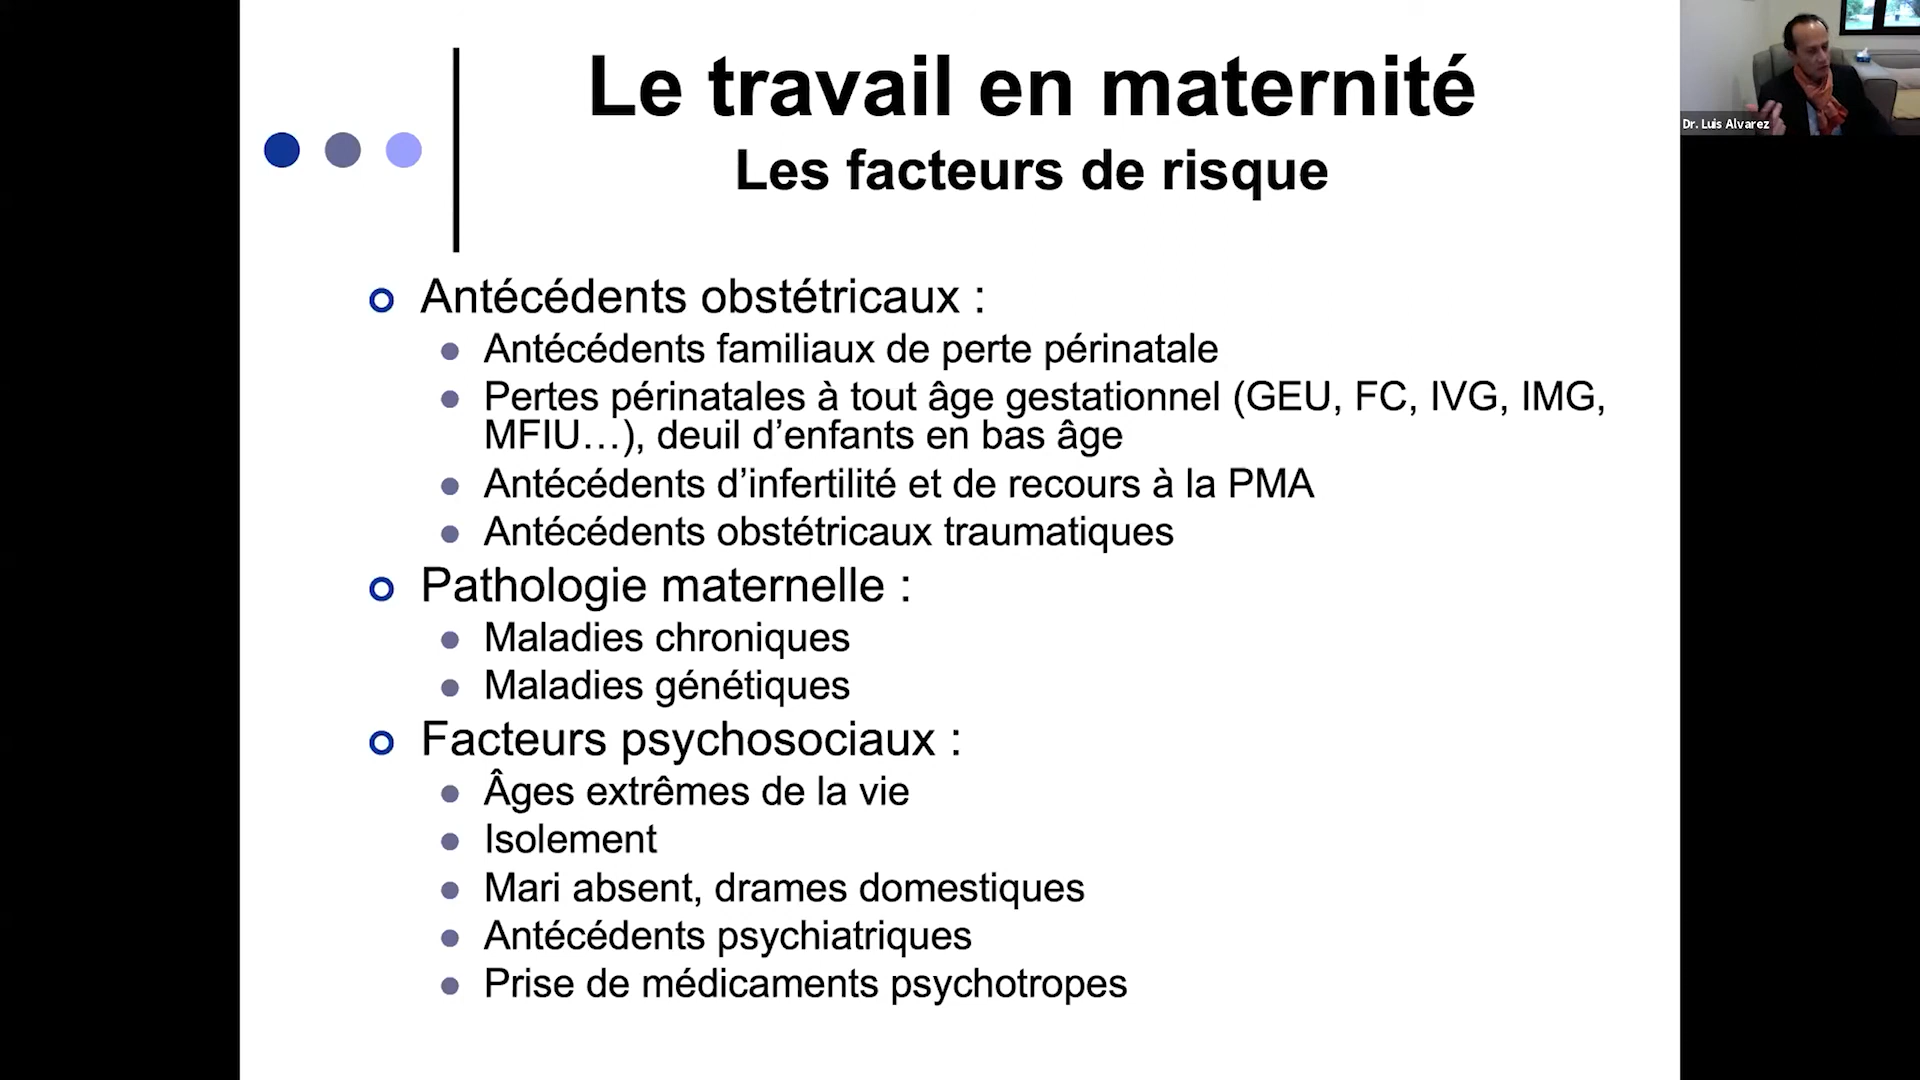 Le travail en maternité
Les facteurs de risque
Dr. Luis Alvarez
Antécédents obstétricaux :
Antécédents familiaux de perte périnatale
Pertes périnatales à tout âge gestationnel (GEU, FC, IVG, IMG,
MFIU…), deuil d’enfants en bas âge
Antécédents d’infertilité et de recours à la PMA
Antécédents obstétricaux traumatiques
Pathologie maternelle :
Maladies chroniques
Maladies génétiques
Facteurs psychosociaux :
Âges extrêmes de la vie
Isolement
Mari absent, drames domestiques
Antécédents psychiatriques
Prise de médicaments psychotropes